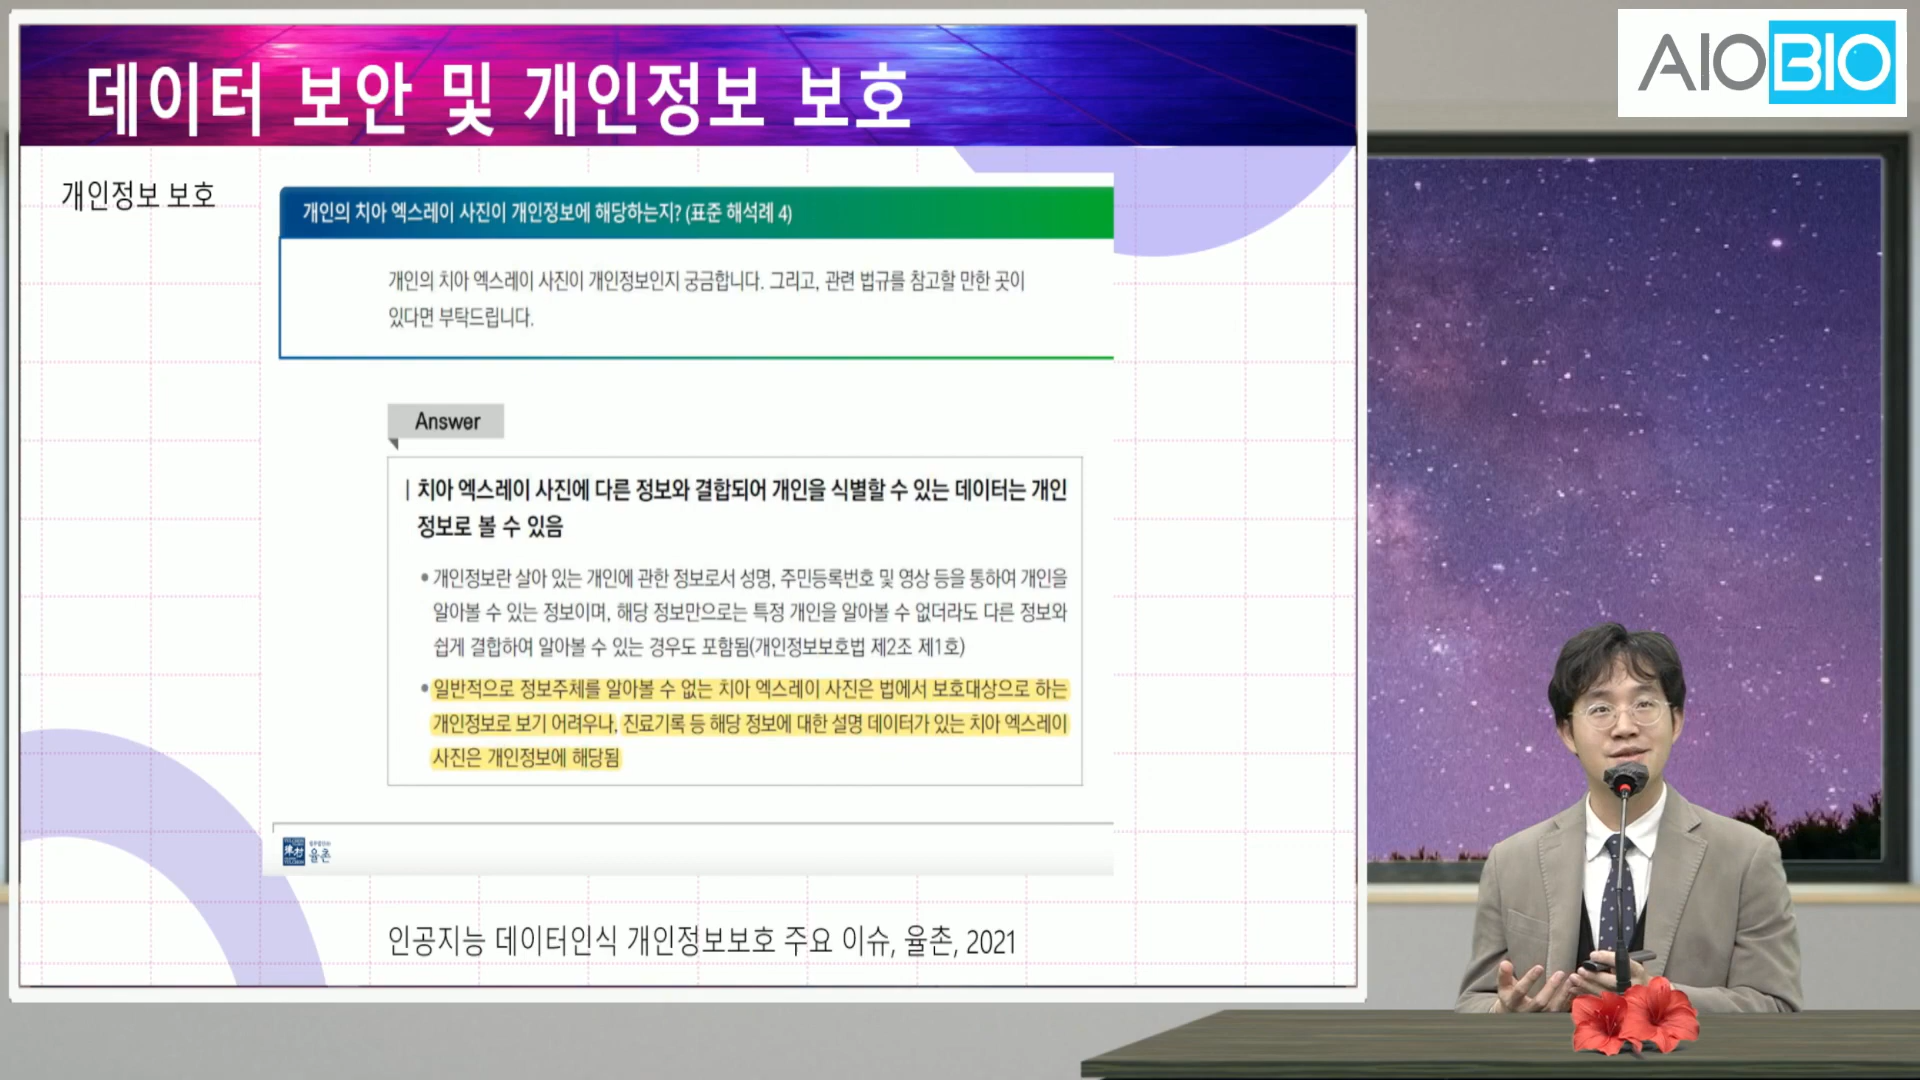 데이터 보안 및 개인정보 보호
AIOBIO
개인정보 보호
개인의 치아 엑스레이 사진이 개인정보에 해당하는지? (표준 해석례 4)
개인의 치아 엑스레이 사진이 개인정보인지 궁금합니다. 그리고, 관련 법규를 참고할 만한 곳이
있다면 부탁드립니다.
Answer
| 치아 엑스레이 사진에 다른 정보와 결합되어 개인을 식별할 수 있는 데이터는 개인
정보로 볼 수 있음
• 개인정보란 살아 있는 개인에 관한 정보로서 성명, 주민등록번호 및 영상 등을 통하여 개인을
알아볼 수 있는 정보이며, 해당 정보만으로는 특정 개인을 알아볼 수 없더라도 다른 정보와
쉽게 결합하여 알아볼 수 있는 경우도 포함됨(개인정보보호법 제2조 제1호)
• 일반적으로 정보주체를 알아볼 수 없는 치아 엑스레이 사진은 법에서 보호대상으로 하는
개인정보로 보기 어려우나, 진료기록 등 해당 정보에 대한 설명 데이터가 있는 치아 엑스레이
사진은 개인정보에 해당됨
율촌
인공지능 데이터인식 개인정보보호 주요 이슈, 율촌, 2021